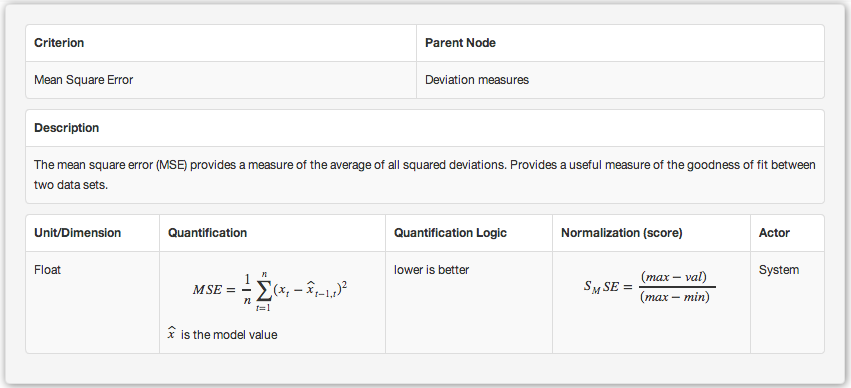 Criterion Parent Node
Mean Square Error Deviation measures
Description
The mean square error (MSE) provides a measure of the average of all squared deviations. Provides a useful measure of the goodness of fit between
two data sets.
Unit/Dimension Quantification Quantification Logic Normalization (score) Actor
Float MSE = \frac{1}{n} \sum_{t=1}^{n} (x_t − \hat{x}_{t−1,t})^2 lower is better S_M SE = \frac{(max − val)}{(max − min)} System
\hat{x} is the model value